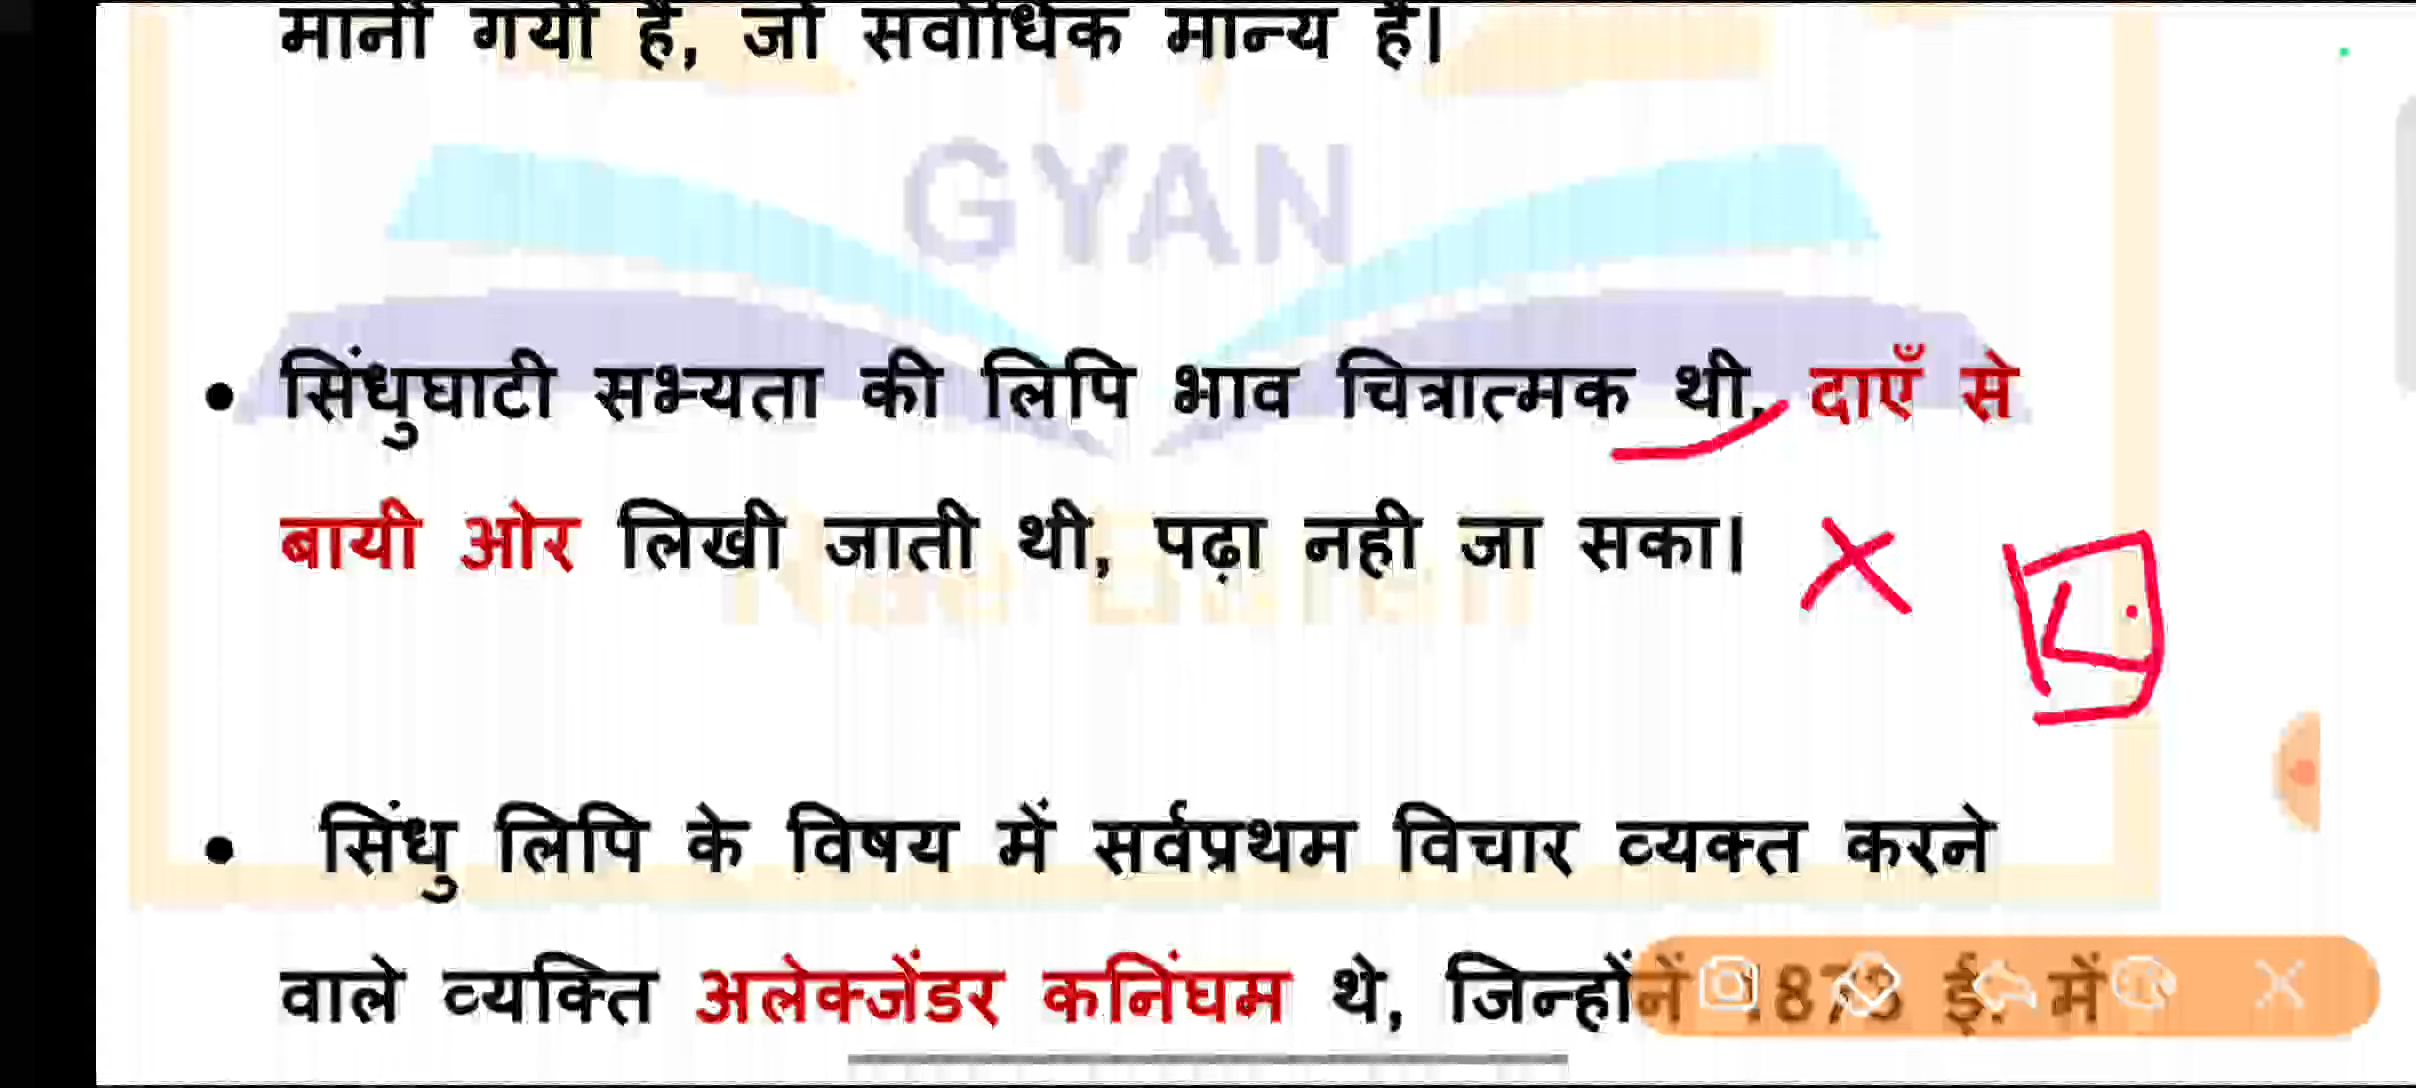 मानी गयी है, जो सर्वाधिक मान्य है।
GYAN
• सिंधुघाटी सभ्यता की लिपि भाव चित्रात्मक थी, दाएँ से
बायी ओर लिखी जाती थी, पढ़ा नही जा सका।
• सिंधु लिपि के विषय में सर्वप्रथम विचार व्यक्त करने
वाले व्यक्ति अलेक्जेंडर कनिंघम थे, जिन्होंनें 1873 ई. में